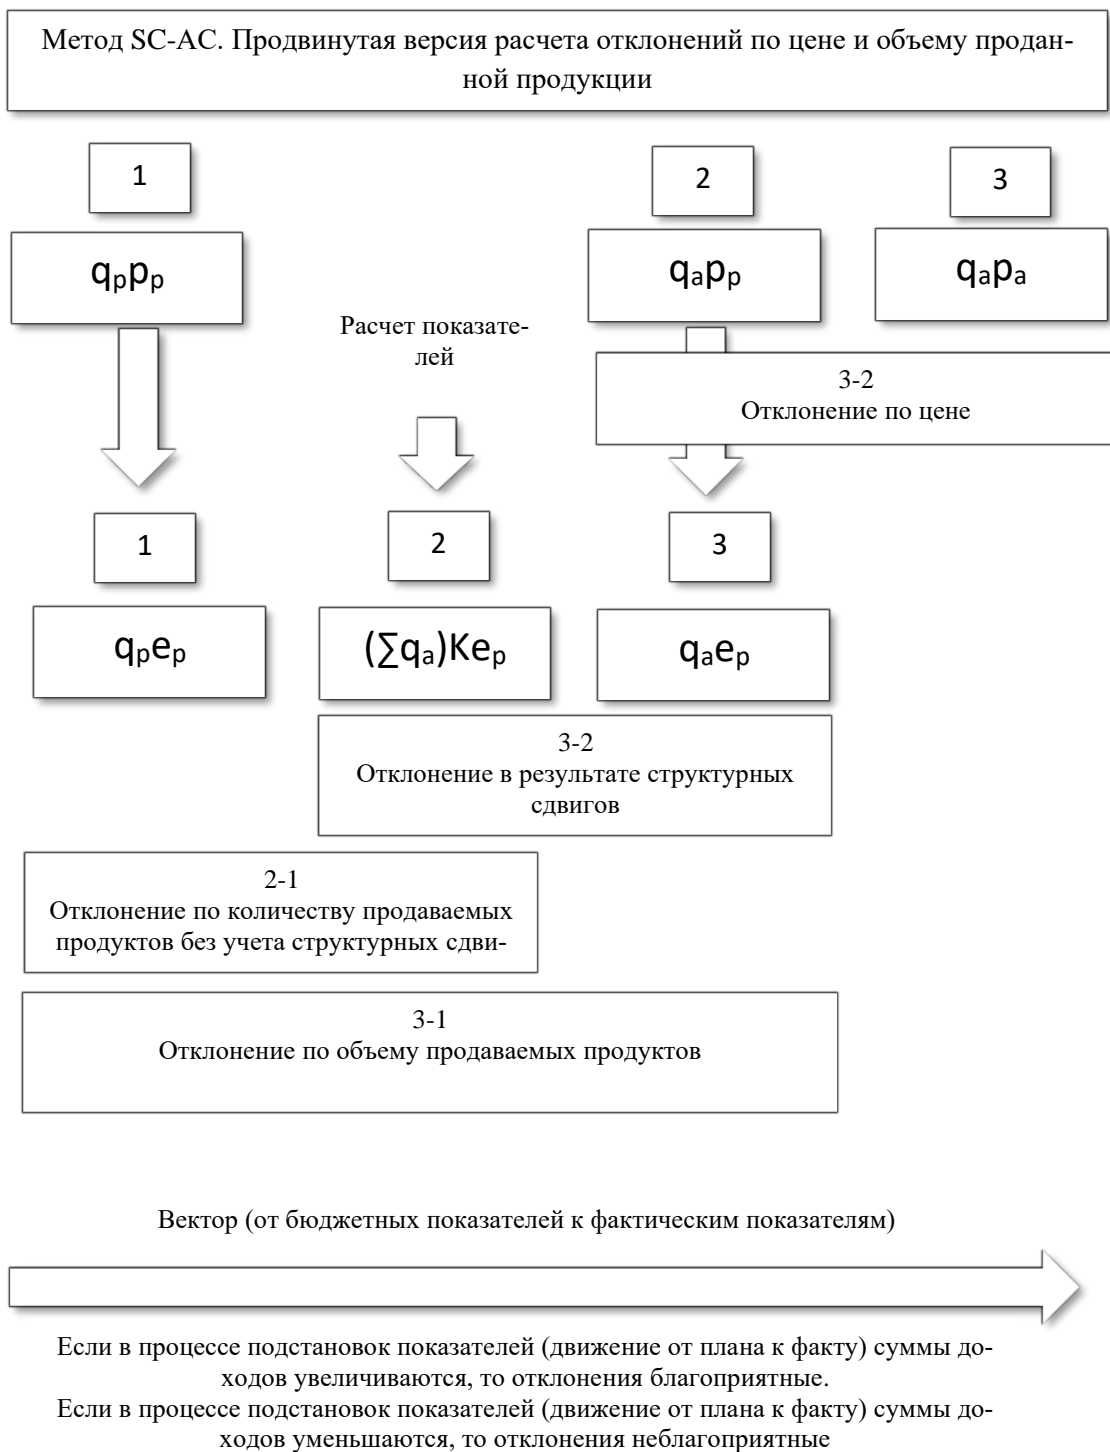 Метод SC-AC. Продвинутая версия расчета отклонений по цене и объему продан-
ной продукции
1
2
3
qₚpₚ
qₐpₚ
qₐpₐ
Расчет показате-
лей
3-2
Отклонение по цене
1
2
3
qₚeₚ
(∑qₐ)Keₚ
qₐeₚ
3-2
Отклонение в результате структурных
сдвигов
2-1
Отклонение по количеству продаваемых
продуктов без учета структурных сдви-
3-1
Отклонение по объему продаваемых продуктов
Вектор (от бюджетных показателей к фактическим показателям)
Если в процессе подстановок показателей (движение от плана к факту) суммы до-
ходов увеличиваются, то отклонения благоприятные.
Если в процессе подстановок показателей (движение от плана к факту) суммы до-
ходов уменьшаются, то отклонения неблагоприятные